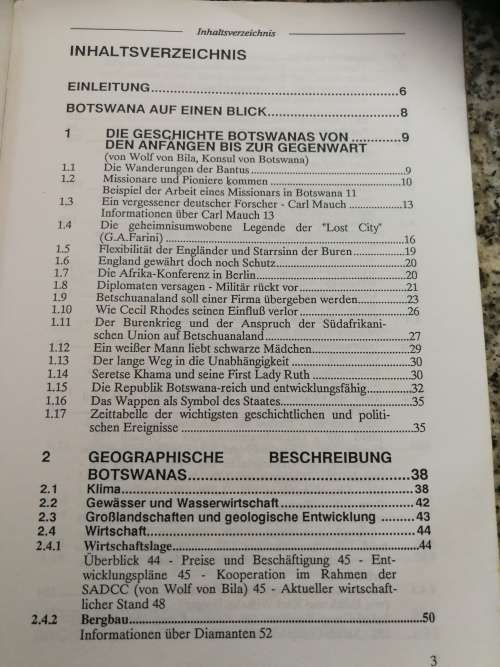 Inhaltsverzeichnis
INHALTSVERZEICHNIS
EINLEITUNG..........................................................6
BOTSWANA AUF EINEN BLICK..............................8
1 DIE GESCHICHTE BOTSWANAS VON ............9
DEN ANFÄNGEN BIS ZUR GEGENWART
(von Wolf von Bila, Konsul von Botswana)
1.1 Die Wanderungen der Bantus..............................9
1.2 Missionare und Pioniere kommen ..............................10
Beispiel der Arbeit eines Missionars in Botswana 11
1.3 Ein vergessener deutscher Forscher - Carl Mauch ..............13
Informationen über Carl Mauch 13
1.4 Die geheimnisumwobene Legende der "Lost City"
(G.A.Farini) ..............................16
1.5 Flexibilität der Engländer und Starrsinn der Buren..............19
1.6 England gewährt doch noch Schutz..............................20
1.7 Die Afrika-Konferenz in Berlin..............................20
1.8 Diplomaten versagen - Militär rückt vor..............................21
1.9 Betschuanaland soll einer Firma übergeben werden..............23
1.10 Wie Cecil Rhodes seinen Einfluß verlor ..............................26
1.11 Der Burenkrieg und der Anspruch der Südafrikani-
schen Union auf Betschuanaland..............................27
1.12 Ein weißer Mann liebt schwarze Mädchen..............................29
1.13 Der lange Weg in die Unabhängigkeit ..............................30
1.14 Seretse Khama und seine First Lady Ruth ..............................30
1.15 Die Republik Botswana-reich und entwicklungsfähig..............32
1.16 Das Wappen als Symbol des Staates..............................35
1.17 Zeittabelle der wichtigsten geschichtlichen und politi-
schen Ereignisse ..............................35
2 GEOGRAPHISCHE BESCHREIBUNG
BOTSWANAS..............................38
2.1 Klima..............................38
2.2 Gewässer und Wasserwirtschaft..............................42
2.3 Großlandschaften und geologische Entwicklung .........43
2.4 Wirtschaft..............................44
2.4.1 Wirtschaftslage..............................44
Überblick 44 - Preise und Beschäftigung 45 - Ent-
wicklungspläne 45 - Kooperation im Rahmen der
SADCC (von Wolf von Bila) 45 - Aktueller wirtschaft-
licher Stand 48
2.4.2 Bergbau..............................50
Informationen über Diamanten 52
3